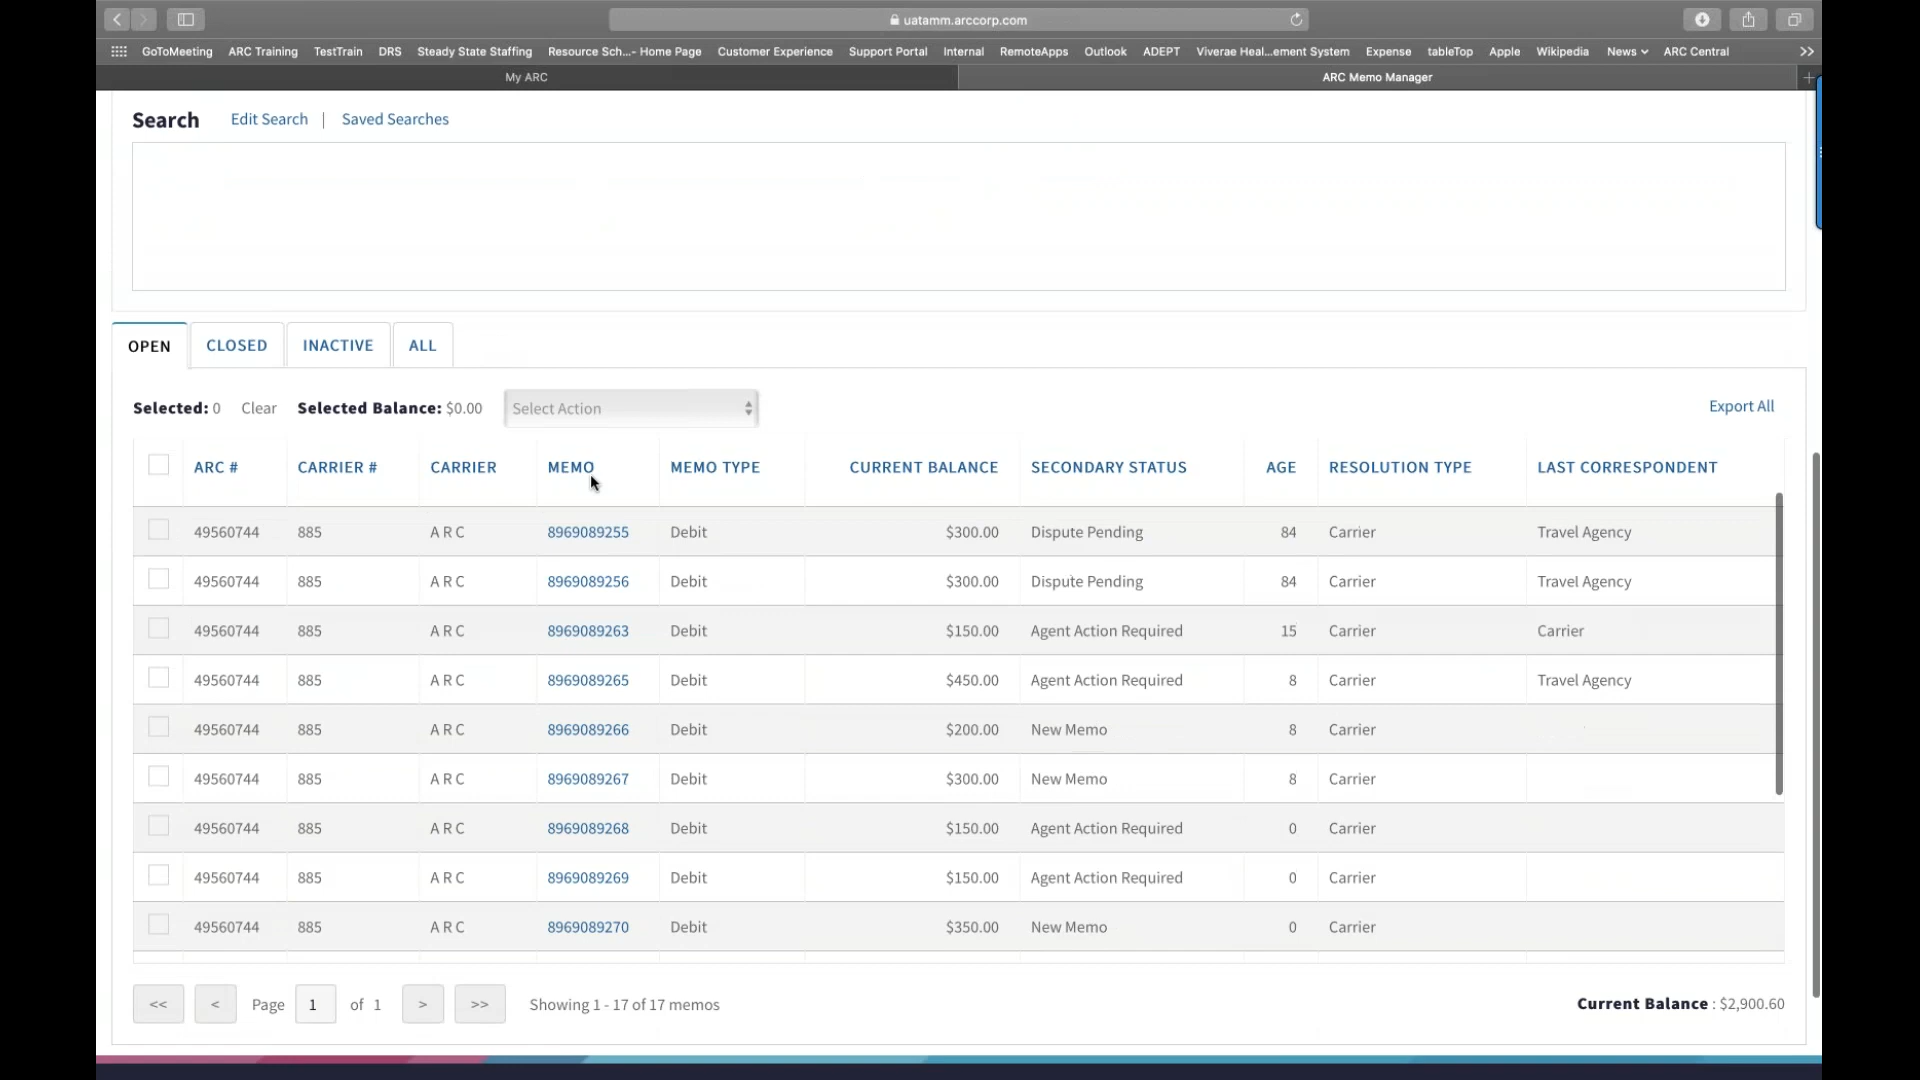 uatamm.arccorp.com
GoToMeeting ARC Training TestTrain DRS Steady State Staffing Resource Sch...- Home Page Customer Experience Support Portal Internal RemoteApps Outlook ADEPT Viverae Heal...ement System Expense tableTop Apple Wikipedia News ARC Central
My ARC ARC Memo Manager
Search Edit Search | Saved Searches
OPEN CLOSED INACTIVE ALL
Selected: 0 Clear Selected Balance: $0.00 Select Action Export All
ARC # CARRIER # CARRIER MEMO MEMO TYPE CURRENT BALANCE SECONDARY STATUS AGE RESOLUTION TYPE LAST CORRESPONDENT
49560744 885 A R C 8969089255 Debit $300.00 Dispute Pending 84 Carrier Travel Agency
49560744 885 A R C 8969089256 Debit $300.00 Dispute Pending 84 Carrier Travel Agency
49560744 885 A R C 8969089263 Debit $150.00 Agent Action Required 15 Carrier Carrier
49560744 885 A R C 8969089265 Debit $450.00 Agent Action Required 8 Carrier Travel Agency
49560744 885 A R C 8969089266 Debit $200.00 New Memo 8 Carrier
49560744 885 A R C 8969089267 Debit $300.00 New Memo 8 Carrier
49560744 885 A R C 8969089268 Debit $150.00 Agent Action Required 0 Carrier
49560744 885 A R C 8969089269 Debit $150.00 Agent Action Required 0 Carrier
49560744 885 A R C 8969089270 Debit $350.00 New Memo 0 Carrier
<< < Page 1 of 1 > >> Showing 1 - 17 of 17 memos Current Balance : $2,900.60